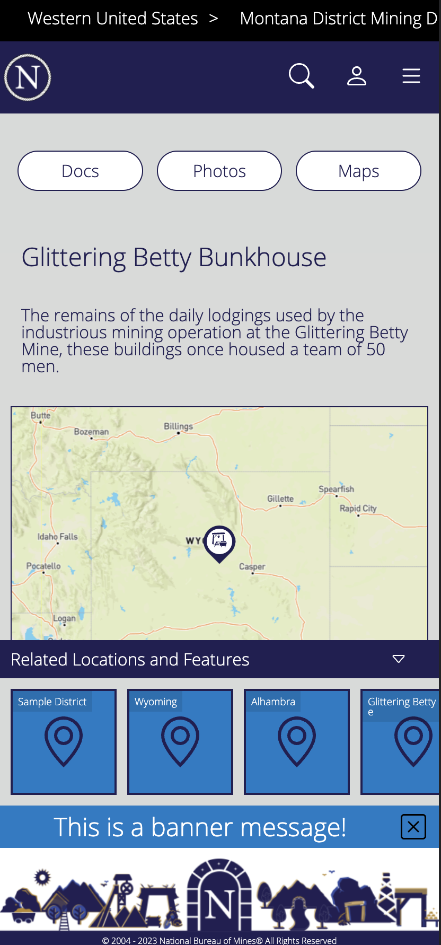 Western United States > Montana District Mining D
N
Docs Photos Maps
Glittering Betty Bunkhouse
The remains of the daily lodgings used by the
industrious mining operation at the Glittering Betty
Mine, these buildings once housed a team of 50
men.
Butte
Bozeman
Billings
Spearfish
Gillette
Rapid City
Idaho Falls
WY
Pocatello
Casper
Logan
Related Locations and Features
Sample District
Wyoming
Alhambra
Glittering Betty
e
This is a banner message!
N
© 2004 - 2023 National Bureau of Mines® All Rights Reserved